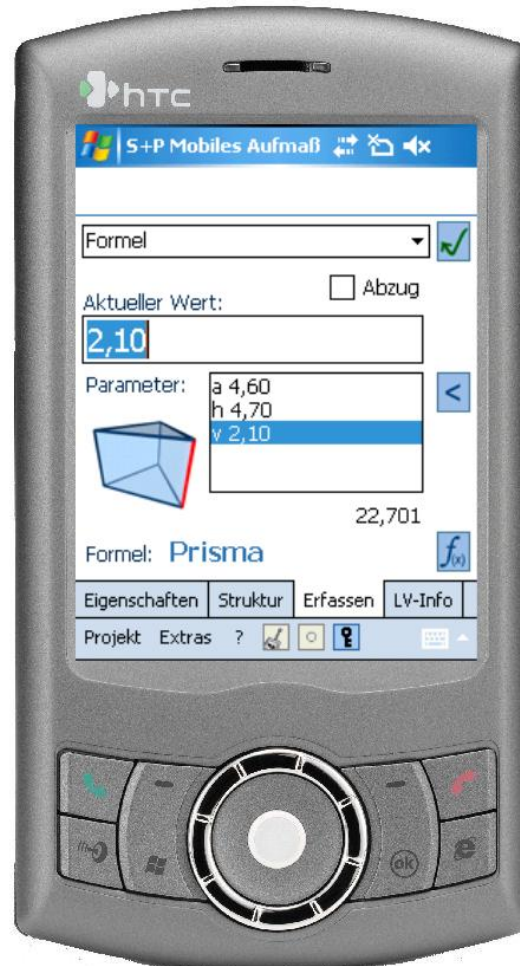 hTC
S+P Mobiles Aufmaß
Formel
Abzug
Aktueller Wert:
2,10
Parameter:
a 4,60
h 4,70
v 2,10
<
22,701
f(x)
Formel: Prisma
Eigenschaften Struktur Erfassen LV-Info
Projekt Extras ?
ok